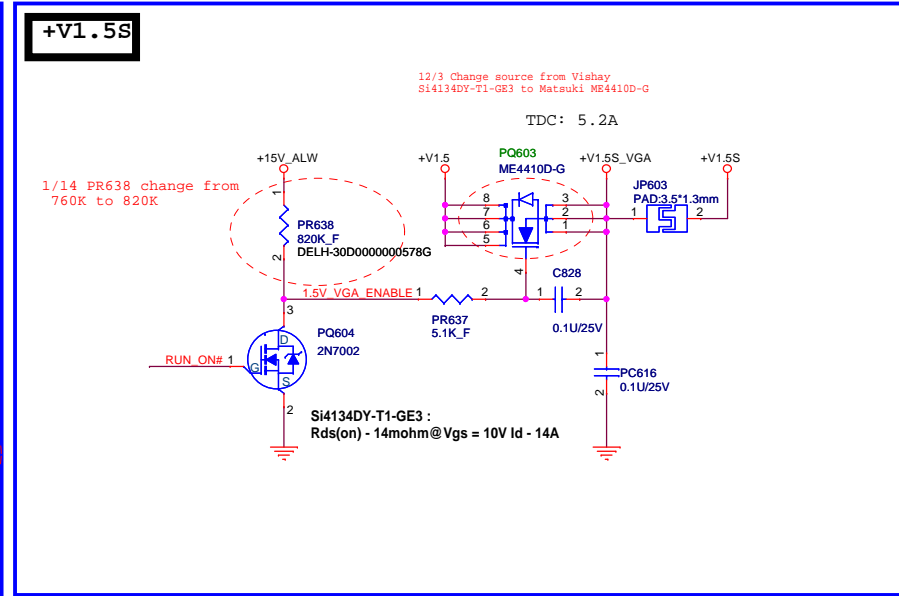 +V1.5S
12/3 Change source from Vishay
Si4134DY-T1-GE3 to Matsuki ME4410D-G
TDC: 5.2A
+15V_ALW
+V1.5
PQ603
ME4410D-G
+V1.5S_VGA
+V1.5S
1/14 PR638 change from
760K to 820K
1
PR638
820K_F
DELH-30D0000000578G
2
8
7
6
5
3
2
1
4
JP603
PAD:3.5*1.3mm
1
2
1.5V_VGA_ENABLE
1
2
PR637
5.1K_F
C828
1
2
0.1U/25V
3
PQ604
2N7002
D
G
S
RUN_ON#
1
2
1
PC616
0.1U/25V
2
Si4134DY-T1-GE3 :
Rds(on) - 14mohm@Vgs = 10V Id - 14A